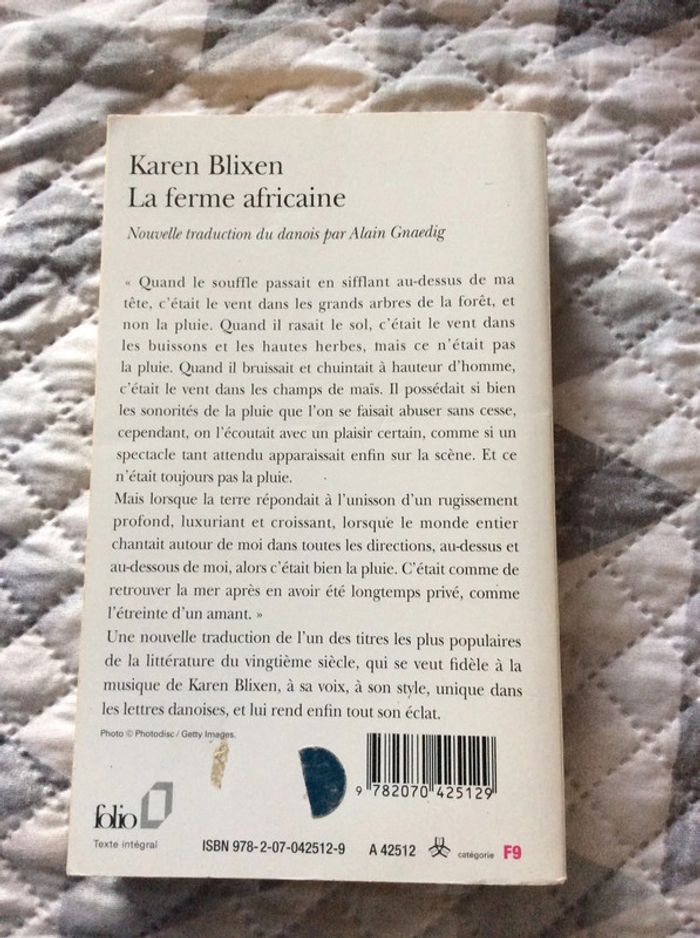 Karen Blixen
La ferme africaine
Nouvelle traduction du danois par Alain Gnaedig
« Quand le souffle passait en sifflant au-dessus de ma
tête, c'était le vent dans les grands arbres de la forêt, et
non la pluie. Quand il rasait le sol, c'était le vent dans
les buissons et les hautes herbes, mais ce n'était pas
la pluie. Quand il bruissait et chuintait à hauteur d'homme,
c'était le vent dans les champs de maïs. Il possédait si bien
les sonorités de la pluie que l'on se faisait abuser sans cesse,
cependant, on l'écoutait avec un plaisir certain, comme si un
spectacle tant attendu apparaissait enfin sur la scène. Et ce
n'était toujours pas la pluie.
Mais lorsque la terre répondait à l'unisson d'un rugissement
profond, luxuriant et croissant, lorsque le monde entier
chantait autour de moi dans toutes les directions, au-dessus et
au-dessous de moi, alors c'était bien la pluie. C'était comme de
retrouver la mer après en avoir été longtemps privé, comme
l'étreinte d'un amant. »
Une nouvelle traduction de l'un des titres les plus populaires
de la littérature du vingtième siècle, qui se veut fidèle à la
musique de Karen Blixen, à sa voix, à son style, unique dans
les lettres danoises, et lui rend enfin tout son éclat.
Photo © Photodisc / Getty Images.
9 782070 425129
folio
Texte intégral
ISBN 978-2-07-042512-9 A 42512 catégorie F9